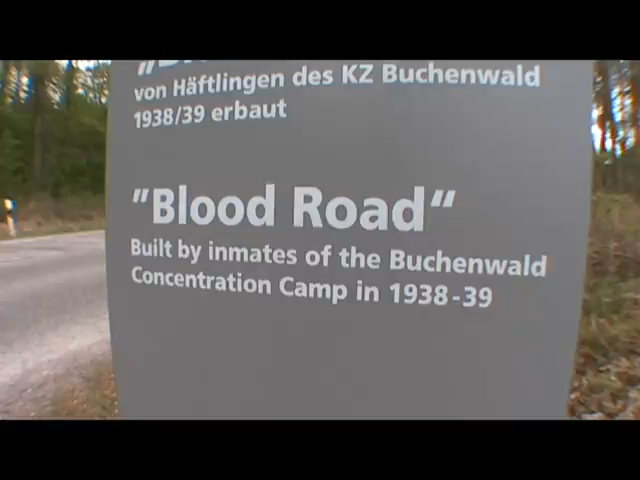 von Häftlingen des KZ Buchenwald
1938/39 erbaut
"Blood Road"
Built by inmates of the Buchenwald
Concentration Camp in 1938-39